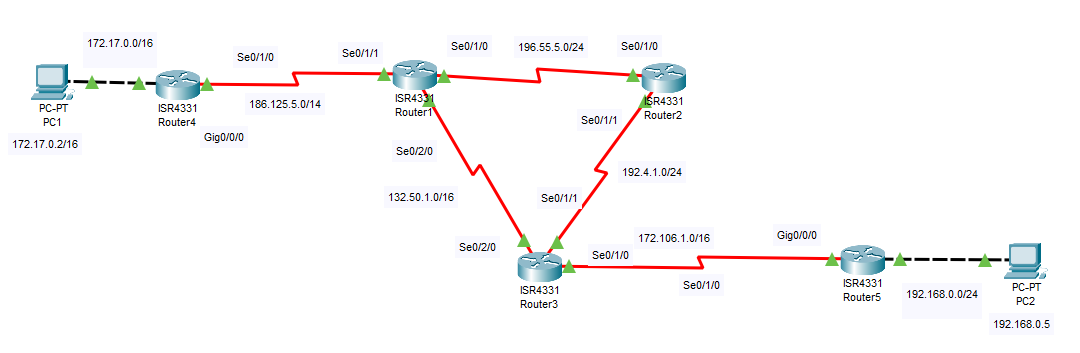 172.17.0.0/16
Se0/1/0
Se0/1/1
Se0/1/0
196.55.5.0/24
Se0/1/0
PC-PT
PC1
172.17.0.2/16
ISR4331
Router4
186.125.5.0/14
Gig0/0/0
ISR4331
Router1
ISR4331
Router2
Se0/1/1
Se0/2/0
192.4.1.0/24
132.50.1.0/16
Se0/1/1
Se0/2/0
172.106.1.0/16
Gig0/0/0
Se0/1/0
Se0/1/0
ISR4331
Router3
ISR4331
Router5
192.168.0.0/24
PC-PT
PC2
192.168.0.5